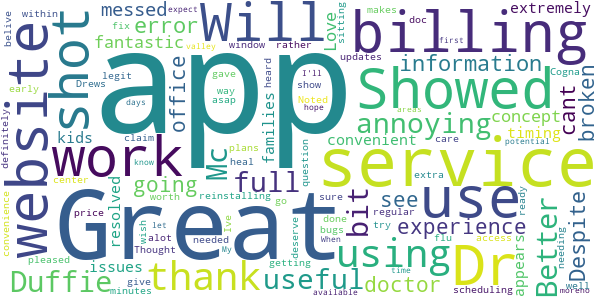 messed
Will
billing
extremely
fix
error
Love
sitting
expect
doc
makes
belive
within
fantastic
window
rather
updates
first
website
shot
app
Showed
information
broken
early
Drews
legit
office
gave
I'll
valley
Cogna
days
way
asap
heard
show
Noted
hope
annoying
cant
concept
areas
timing
potential
definitely
kids
claim
plans
families
convenient
care
work
Mc
service
know
heal
question
center
going
full
bit
see
use
extra
ready
convenience
resolved
price
worth
reinstalling
go
sure
regular
experience
Great
Despite
wish
let
Ive
done
bugs
try
flu
access
Better
needing
pleased
alot
needed
My
deserve
When
using
Dr
appears
Duffie
issues
Thought
thank
useful
doctor
time
scheduling
well
give
minutes
getting
available
moreno